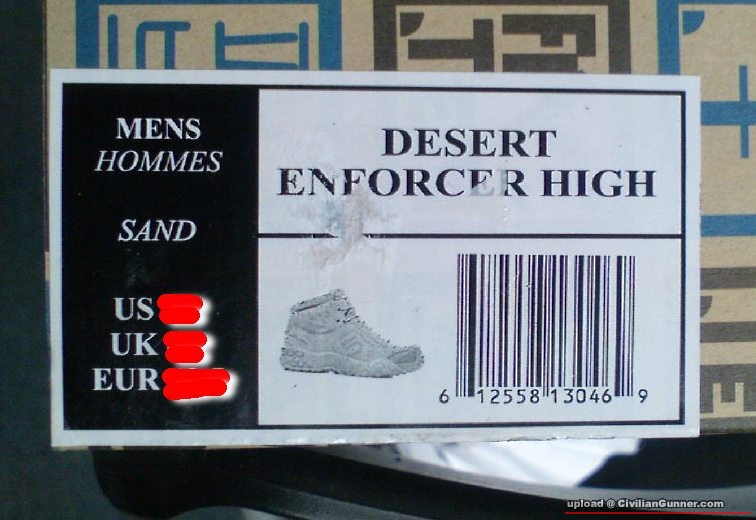 MENS
HOMMES
SAND
US
UK
EUR
DESERT
ENFORCER HIGH
6 12558 13046 9
upload @ CivilianGunner.com